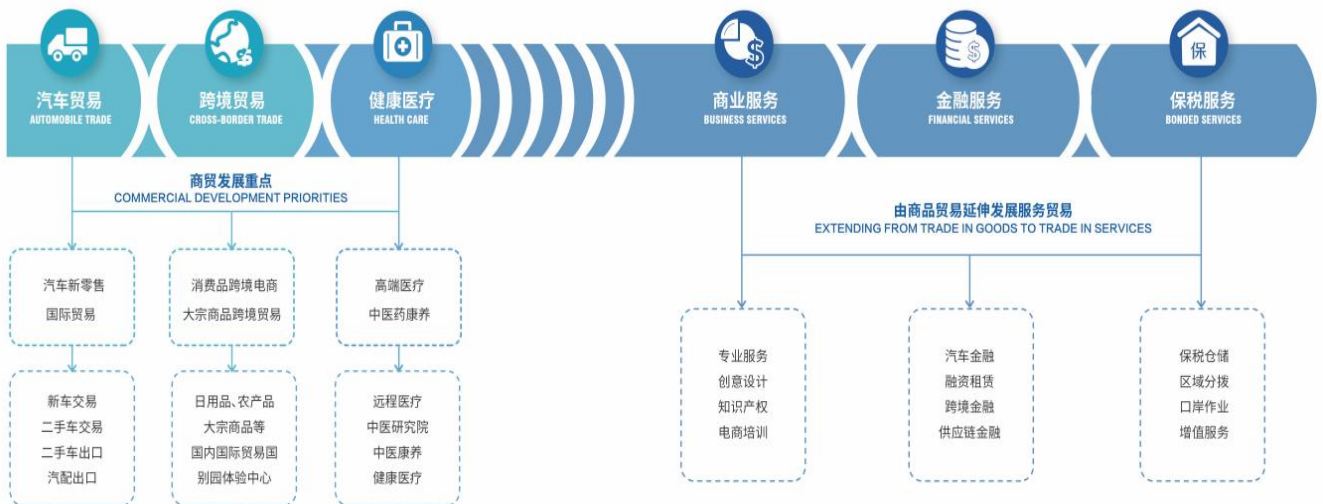 保
汽车贸易
AUTOMOBILE TRADE
跨境贸易
CROSS-BORDER TRADE
健康医疗
HEALTH CARE
商业服务
BUSINESS SERVICES
金融服务
FINANCIAL SERVICES
保税服务
BONDED SERVICES
商贸发展重点
COMMERCIAL DEVELOPMENT PRIORITIES
由商品贸易延伸发展服务贸易
EXTENDING FROM TRADE IN GOODS TO TRADE IN SERVICES
汽车新零售
国际贸易
消费品跨境电商
大宗商品跨境贸易
高端医疗
中医药康养
新车交易
二手车交易
二手车出口
汽配出口
日用品、农产品
大宗商品等
国内国际贸易国
别园体验中心
远程医疗
中医研究院
中医康养
健康医疗
专业服务
创意设计
知识产权
电商培训
汽车金融
融资租赁
跨境金融
供应链金融
保税仓储
区域分拨
口岸作业
增值服务